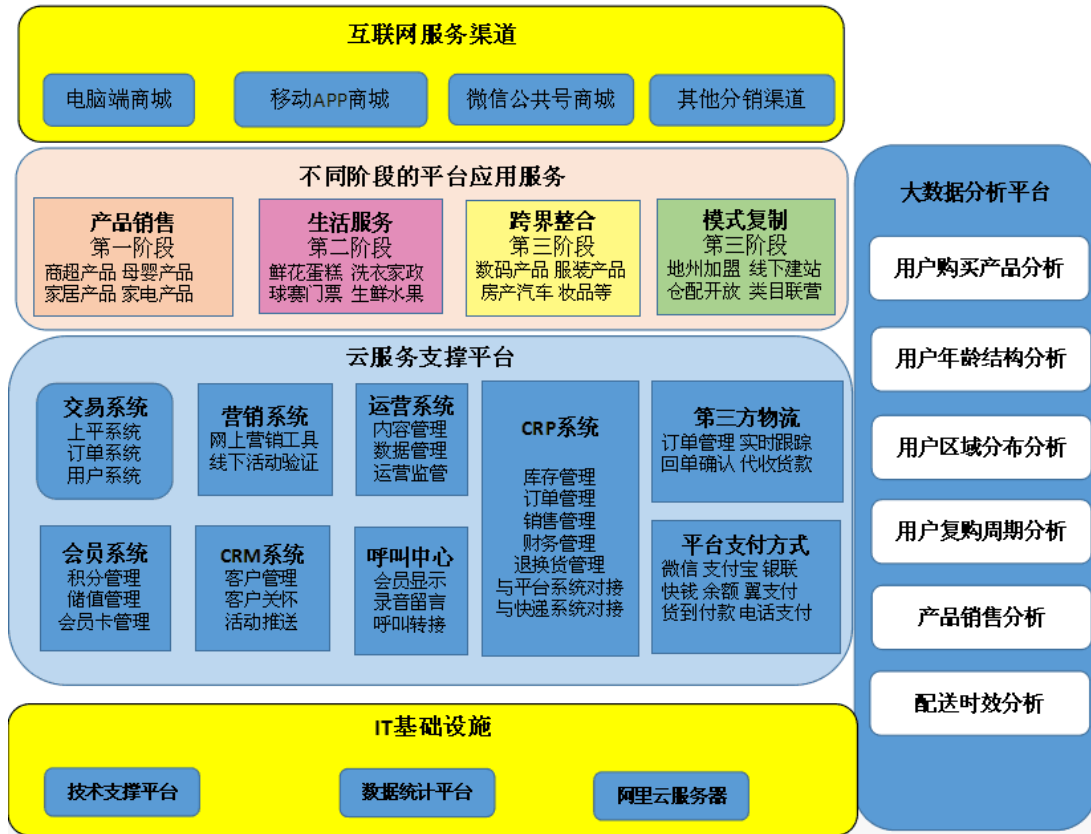 互联网服务渠道
电脑端商城
移动APP商城
微信公共号商城
其他分销渠道
不同阶段的平台应用服务
产品销售
第一阶段
商超产品 母婴产品
家居产品 家电产品
生活服务
第二阶段
鲜花蛋糕 洗衣家政
球赛门票 生鲜水果
跨界整合
第三阶段
数码产品 服装产品
房产汽车 妆品等
模式复制
第三阶段
地州加盟 线下建站
仓配开放 类目联营
云服务支撑平台
交易系统
上平系统
订单系统
用户系统
营销系统
网上营销工具
线下活动验证
运营系统
内容管理
数据管理
运营监管
CRP系统
库存管理
订单管理
销售管理
财务管理
退换货管理
与平台系统对接
与快递系统对接
第三方物流
订单管理 实时跟踪
回单确认 代收货款
会员系统
积分管理
储值管理
会员卡管理
CRM系统
客户管理
客户关怀
活动推送
呼叫中心
会员显示
录音留言
呼叫转接
平台支付方式
微信 支付宝 银联
快钱 余额 翼支付
货到付款 电话支付
IT基础设施
技术支撑平台
数据统计平台
阿里云服务器
大数据分析平台
用户购买产品分析
用户年龄结构分析
用户区域分布分析
用户复购周期分析
产品销售分析
配送时效分析